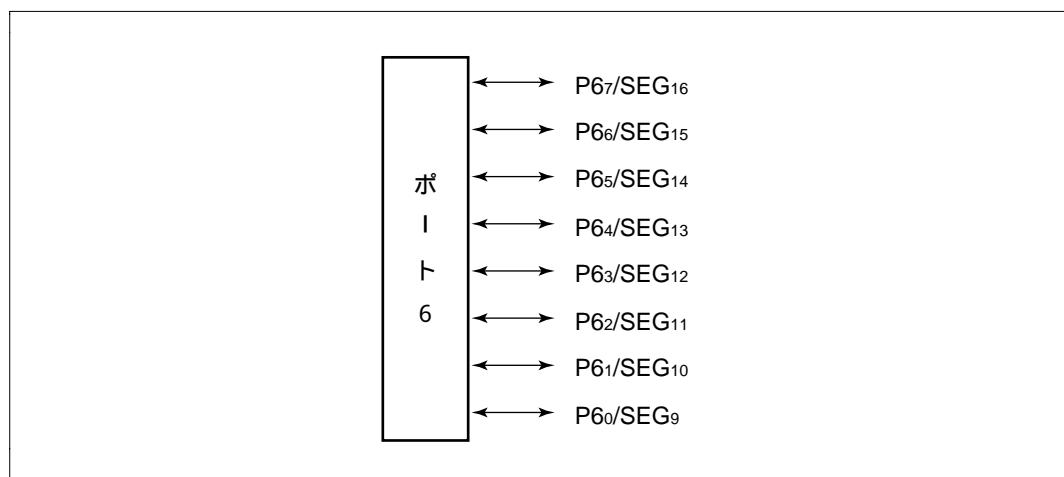 ポート6
P6₇/SEG₁₆
P6₆/SEG₁₅
P6₅/SEG₁₄
P6₄/SEG₁₃
P6₃/SEG₁₂
P6₂/SEG₁₁
P6₁/SEG₁₀
P6₀/SEG₉